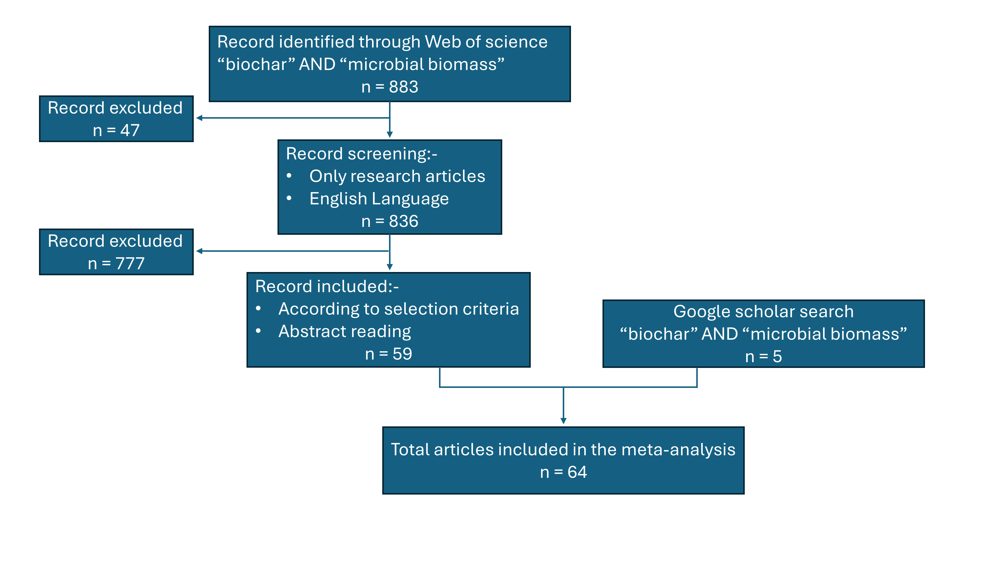 Record identified through Web of science
“biochar” AND “microbial biomass”
n = 883
Record excluded
n = 47
Record screening:-
• Only research articles
• English Language
n = 836
Record excluded
n = 777
Record included:-
• According to selection criteria
• Abstract reading
n = 59
Google scholar search
“biochar” AND “microbial biomass”
n = 5
Total articles included in the meta-analysis
n = 64